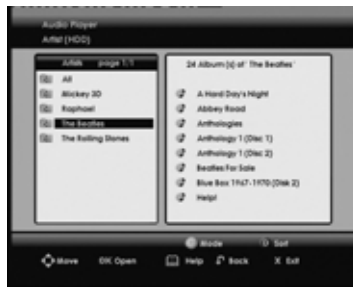 Audio Player
Artist (HDD)
Artists page 1/1
All
Mickey 3D
Raphael
The Beatles
The Rolling Stones
24 Album (s) of 'The Beatles'
A Hard Day's Night
Abbey Road
Anthologies
Anthology 1 (Disc 1)
Anthology 1 (Disc 2)
Beatles For Sale
Blue Box 1967-1970 (Disk 2)
Help!
Mode Sort
Move OK Open Help Back X Exit